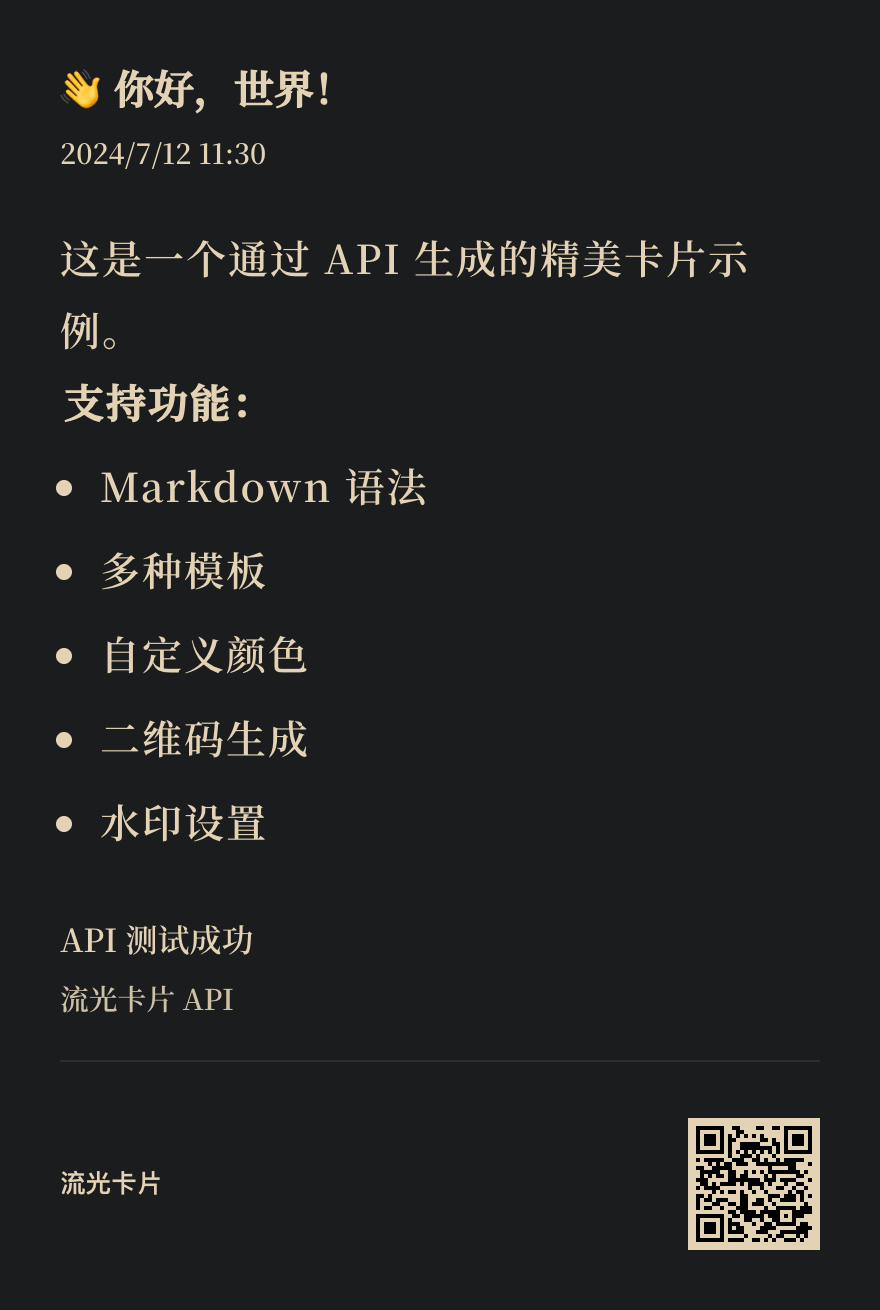 👋 你好，世界！
2024/7/12 11:30
这是一个通过 API 生成的精美卡片示
例。
支持功能：
• Markdown 语法
• 多种模板
• 自定义颜色
• 二维码生成
• 水印设置
API 测试成功
流光卡片 API
流光卡片